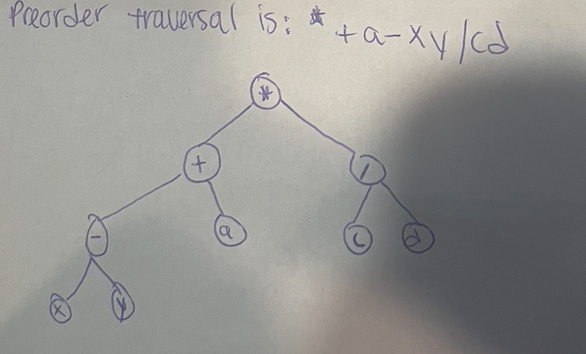 Preorder traversal is: * + a - x y / c d
*
+ /
- a c d
x y